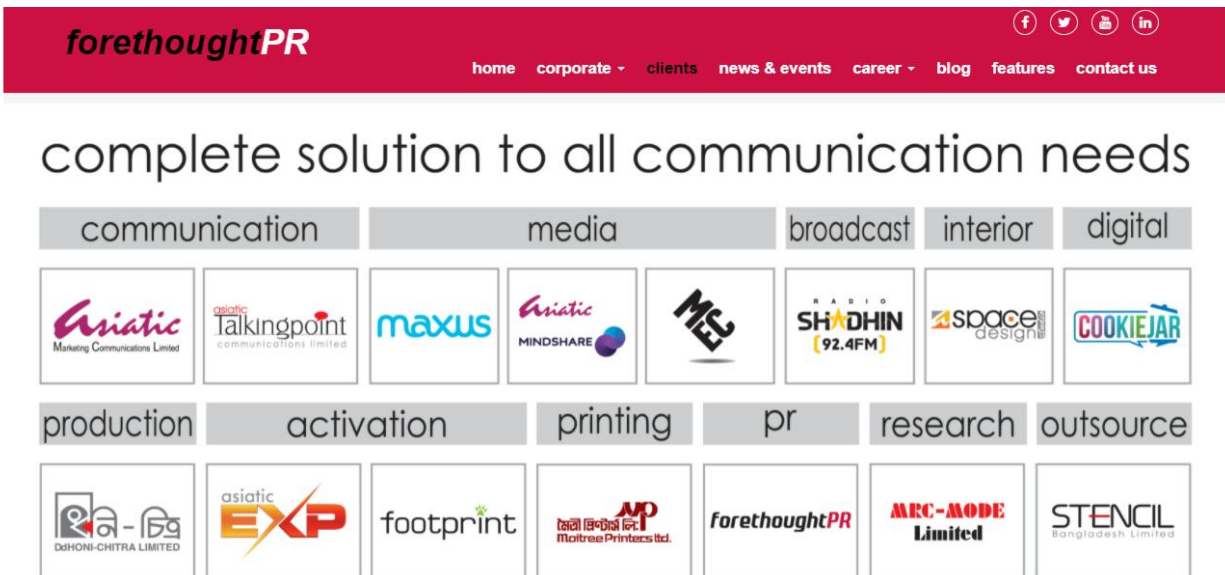 forethoughtPR
home corporate clients news & events career blog features contact us
complete solution to all communication needs
communication media broadcast interior digital
asiatic
Marketing Communications Limited
asiatic
Talkingpoint
communications limited
maxus
asiatic
MINDSHARE
MEC
RADIO
SHADHIN
[92.4FM]
space
design
COOKIEJAR
production activation printing pr research outsource
ধ্বনি - চিত্র
DdHONI-CHITRA LIMITED
asiatic
EXP
footprint
MP
মৈত্রী প্রিন্টার্স লিঃ
Moitree Printers ltd.
forethoughtPR
MRC-MODE
Limited
STENCIL
Bangladesh Limited